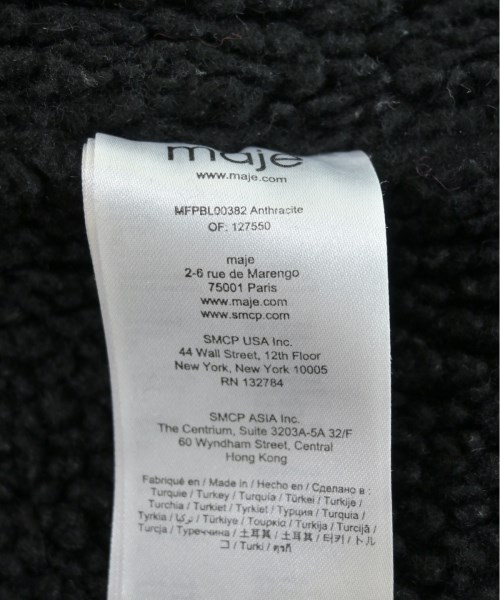 maje
www.maje.com
MFPBL00382 Anthracite
OF: 127550
maje
2-6 rue de Marengo
75001 Paris
www.maje.com
www.smcp.com
SMCP USA Inc.
44 Wall Street, 12th Floor
New York, New York 10005
RN 132784
SMCP ASIA Inc.
The Centrium, Suite 3203A-5A 32/F
60 Wyndham Street, Central
Hong Kong
Fabriqué en / Made in / Hecho en / Сделано в :
Turquie / Turkey / Turquía / Türkei / Turkije /
Turchia / Turkiet / Tyrkiet / Турция / Turquia /
Tyrkia / تركيا / Türkiye / Τουρκία / Turkija / Turcijā /
Turcja / Туреччина / 土耳其 / 土耳其 / 터키 / トル
コ / Turki / ตุรกี